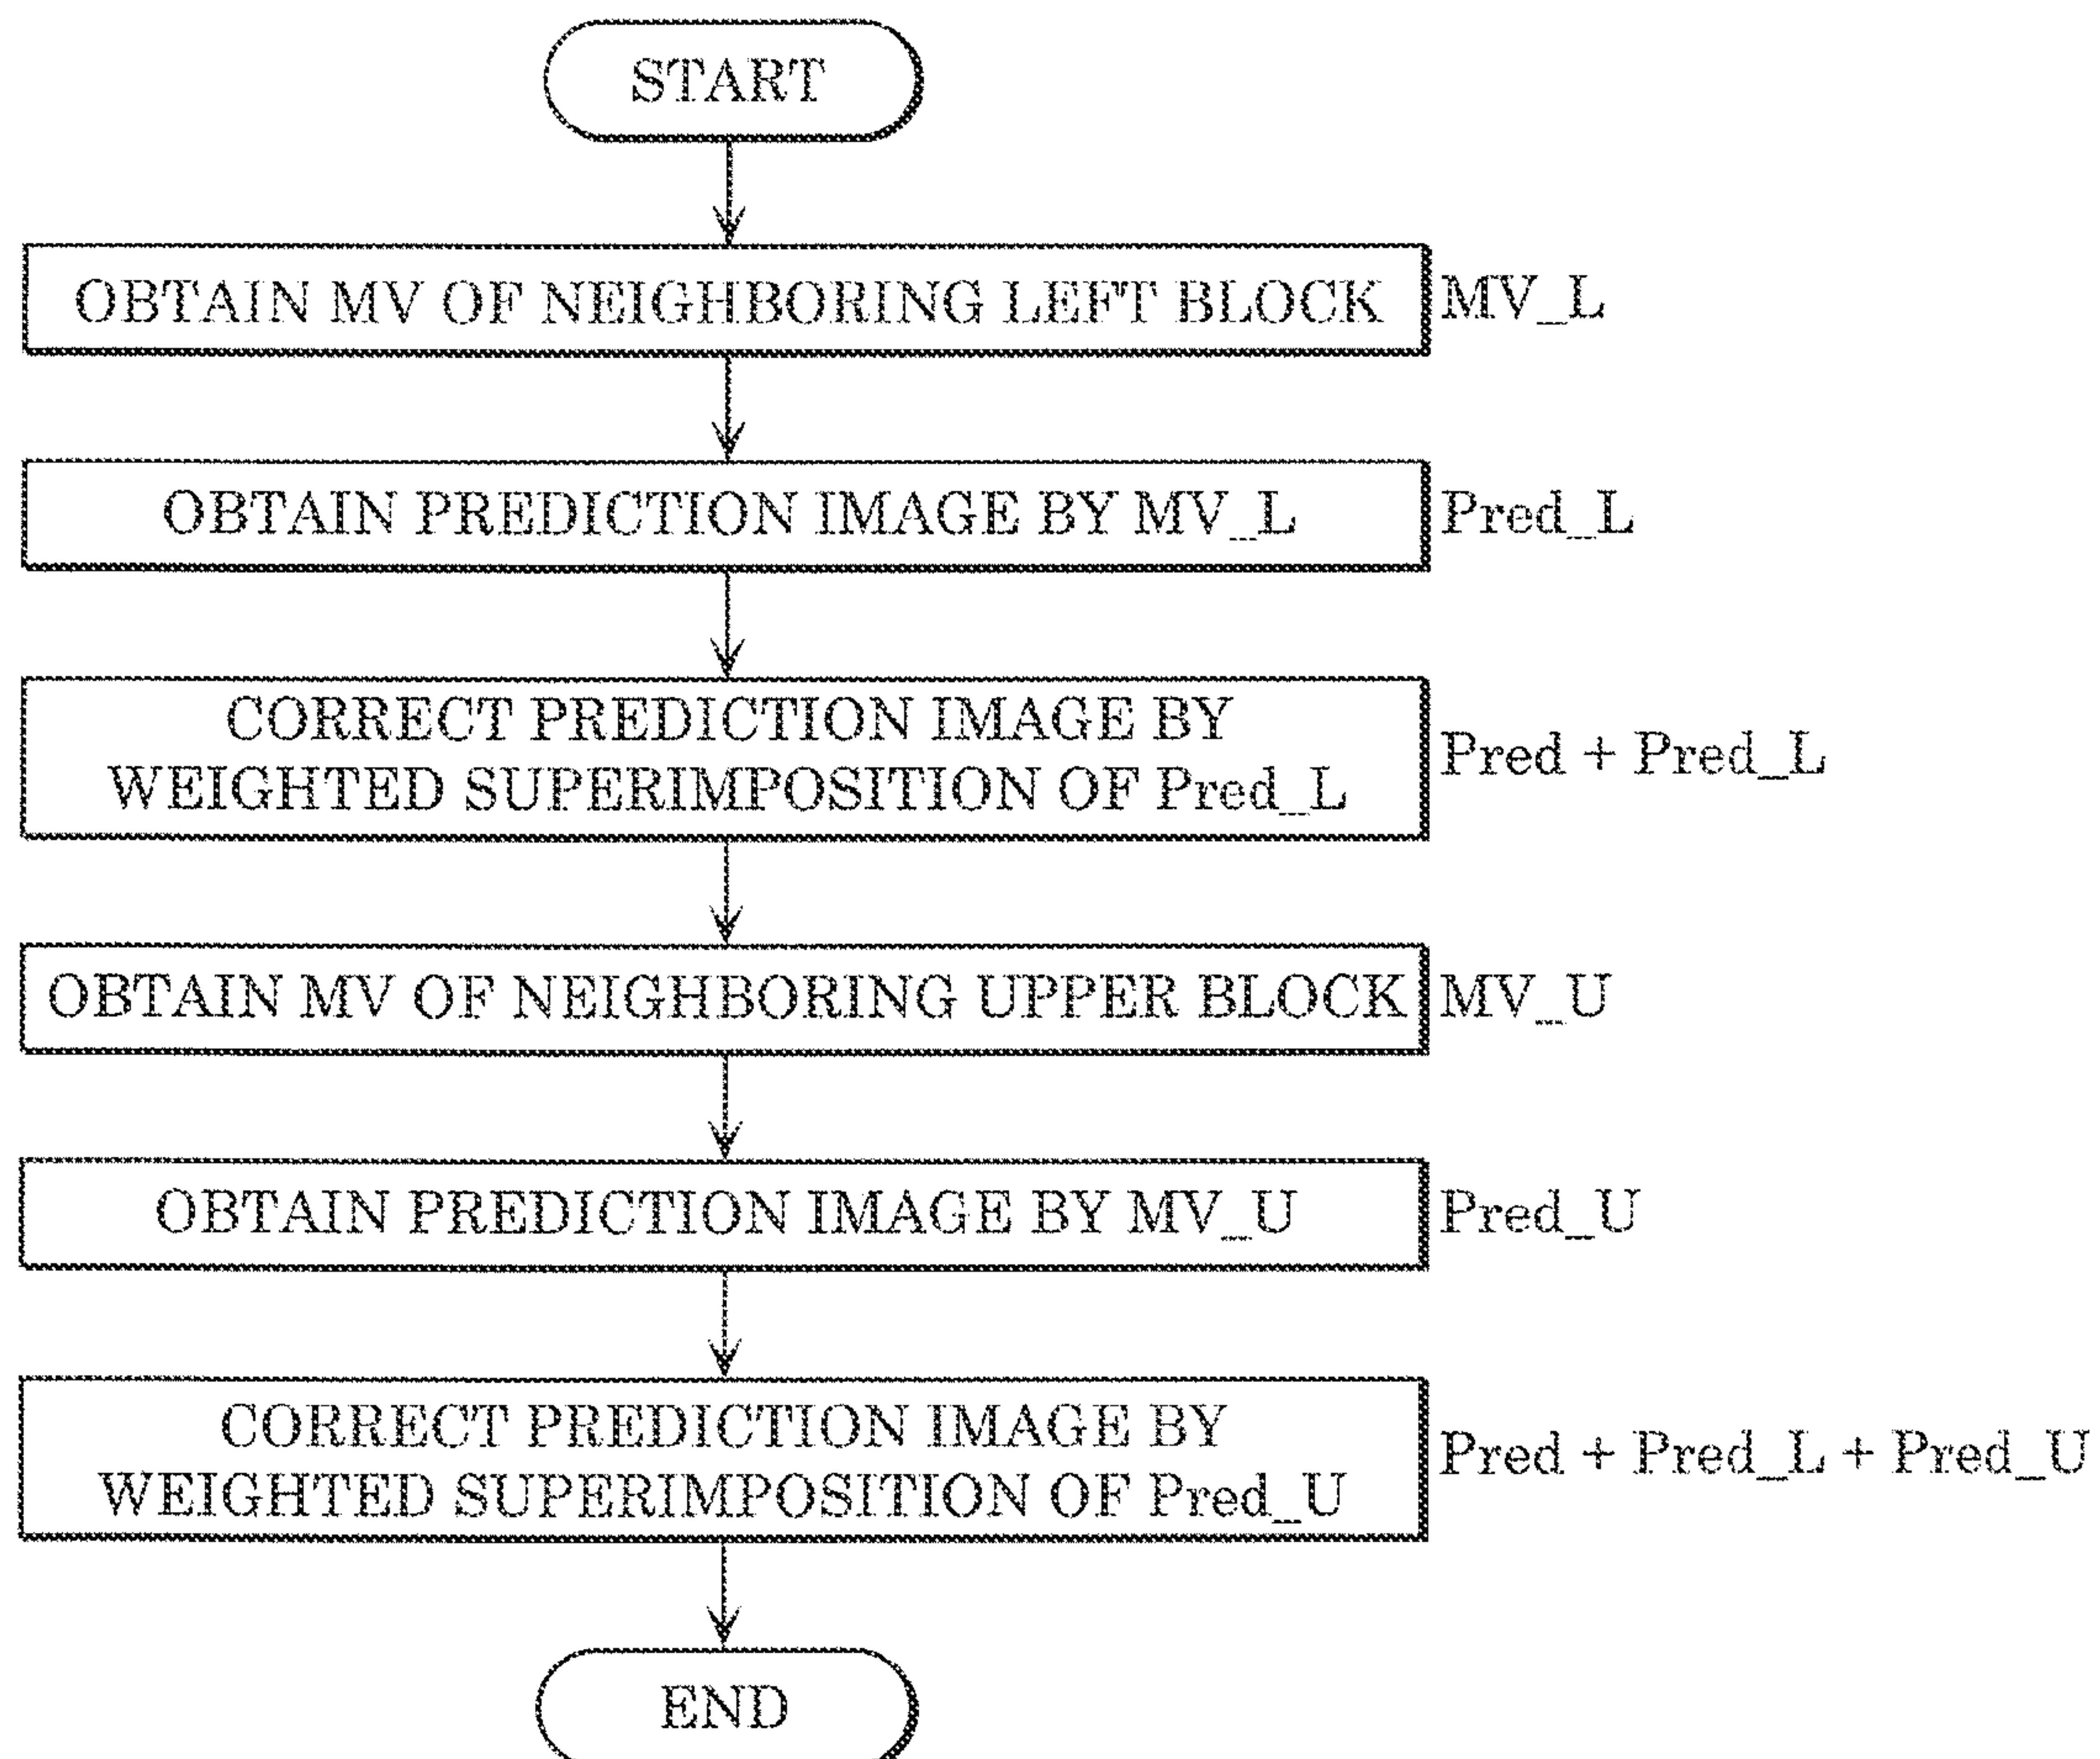 START
OBTAIN MV OF NEIGHBORING LEFT BLOCK MV_L
OBTAIN PREDICTION IMAGE BY MV_L Pred_L
CORRECT PREDICTION IMAGE BY
WEIGHTED SUPERIMPOSITION OF Pred_L
Pred + Pred_L
OBTAIN MV OF NEIGHBORING UPPER BLOCK MV_U
OBTAIN PREDICTION IMAGE BY MV_U Pred_U
CORRECT PREDICTION IMAGE BY
WEIGHTED SUPERIMPOSITION OF Pred_U
Pred + Pred_L + Pred_U
END